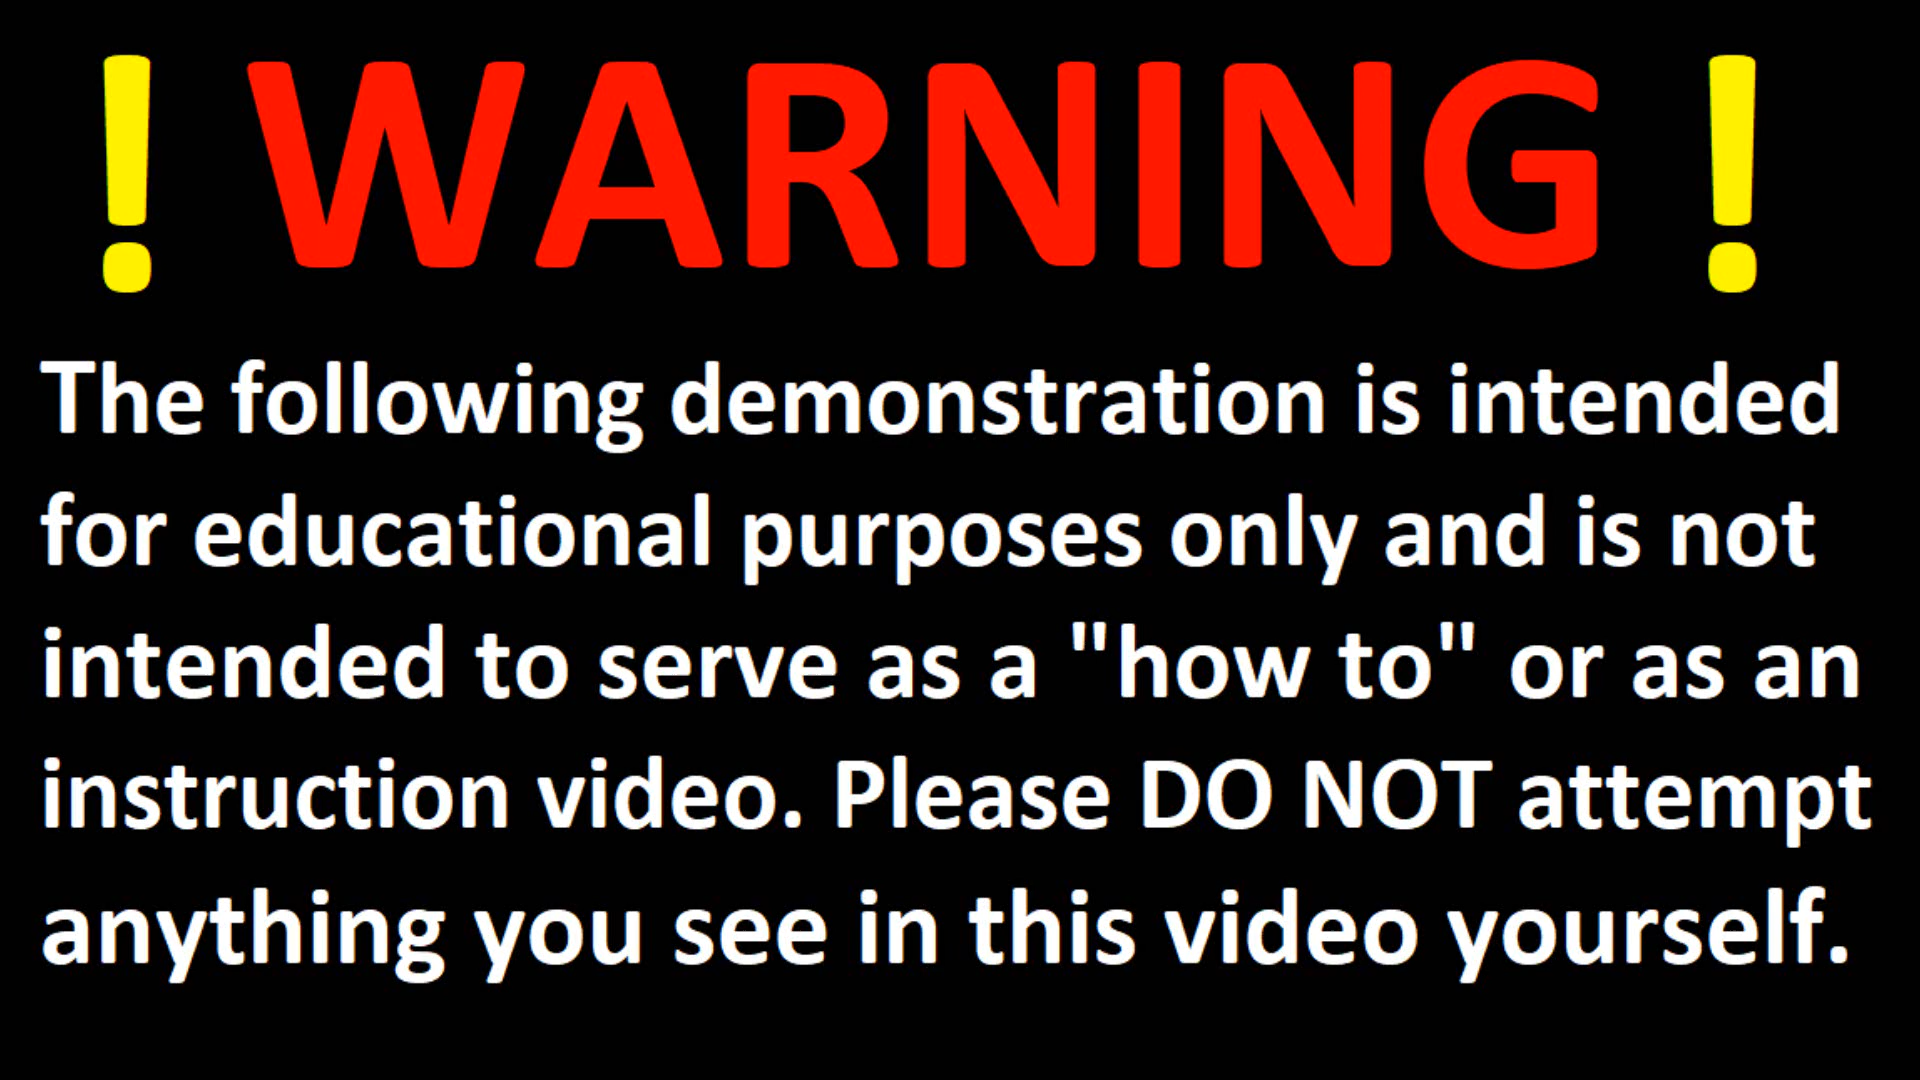 ! WARNING !
The following demonstration is intended
for educational purposes only and is not
intended to serve as a "how to" or as an
instruction video. Please DO NOT attempt
anything you see in this video yourself.